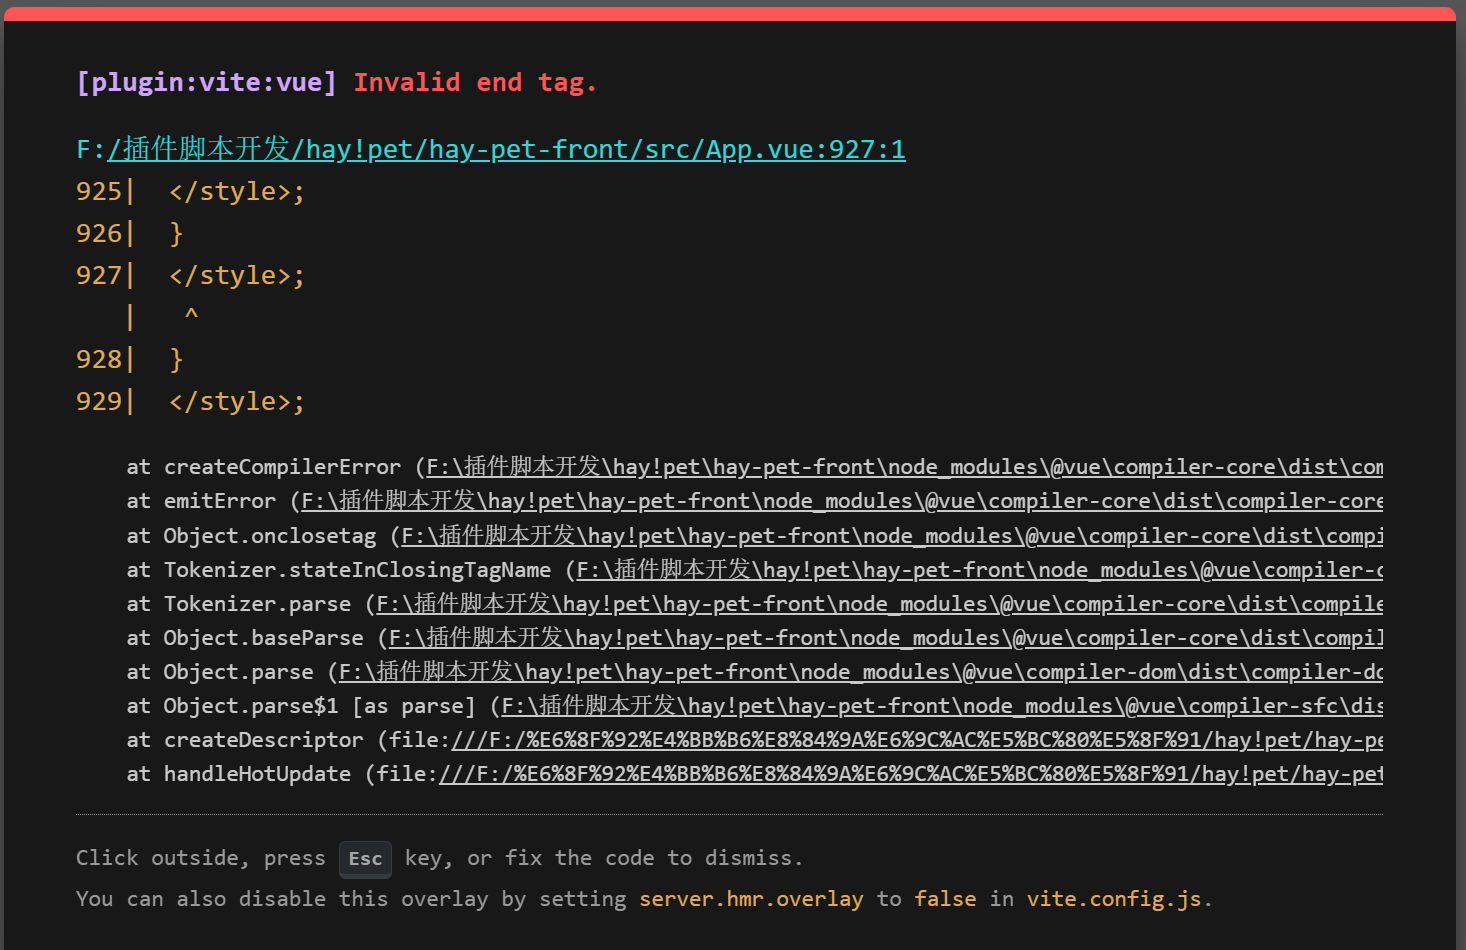 [plugin:vite:vue] Invalid end tag.
F:/插件脚本开发/hay!pet/hay-pet-front/src/App.vue:927:1
925|  </style>;
926|  }
927|  </style>;
   |   ^
928|  }
929|  </style>;
at createCompilerError (F:\插件脚本开发\hay!pet\hay-pet-front\node_modules\@vue\compiler-core\dist\com
at emitError (F:\插件脚本开发\hay!pet\hay-pet-front\node_modules\@vue\compiler-core\dist\compiler-core
at Object.onclosetag (F:\插件脚本开发\hay!pet\hay-pet-front\node_modules\@vue\compiler-core\dist\compi
at Tokenizer.stateInClosingTagName (F:\插件脚本开发\hay!pet\hay-pet-front\node_modules\@vue\compiler-c
at Tokenizer.parse (F:\插件脚本开发\hay!pet\hay-pet-front\node_modules\@vue\compiler-core\dist\compile
at Object.baseParse (F:\插件脚本开发\hay!pet\hay-pet-front\node_modules\@vue\compiler-core\dist\compil
at Object.parse (F:\插件脚本开发\hay!pet\hay-pet-front\node_modules\@vue\compiler-dom\dist\compiler-do
at Object.parse$1 [as parse] (F:\插件脚本开发\hay!pet\hay-pet-front\node_modules\@vue\compiler-sfc\dis
at createDescriptor (file:///F:/%E6%8F%92%E4%BB%B6%E8%84%9A%E6%9C%AC%E5%BC%80%E5%8F%91/hay!pet/hay-pe
at handleHotUpdate (file:///F:/%E6%8F%92%E4%BB%B6%E8%84%9A%E6%9C%AC%E5%BC%80%E5%8F%91/hay!pet/hay-pet
Click outside, press Esc key, or fix the code to dismiss.
You can also disable this overlay by setting server.hmr.overlay to false in vite.config.js.